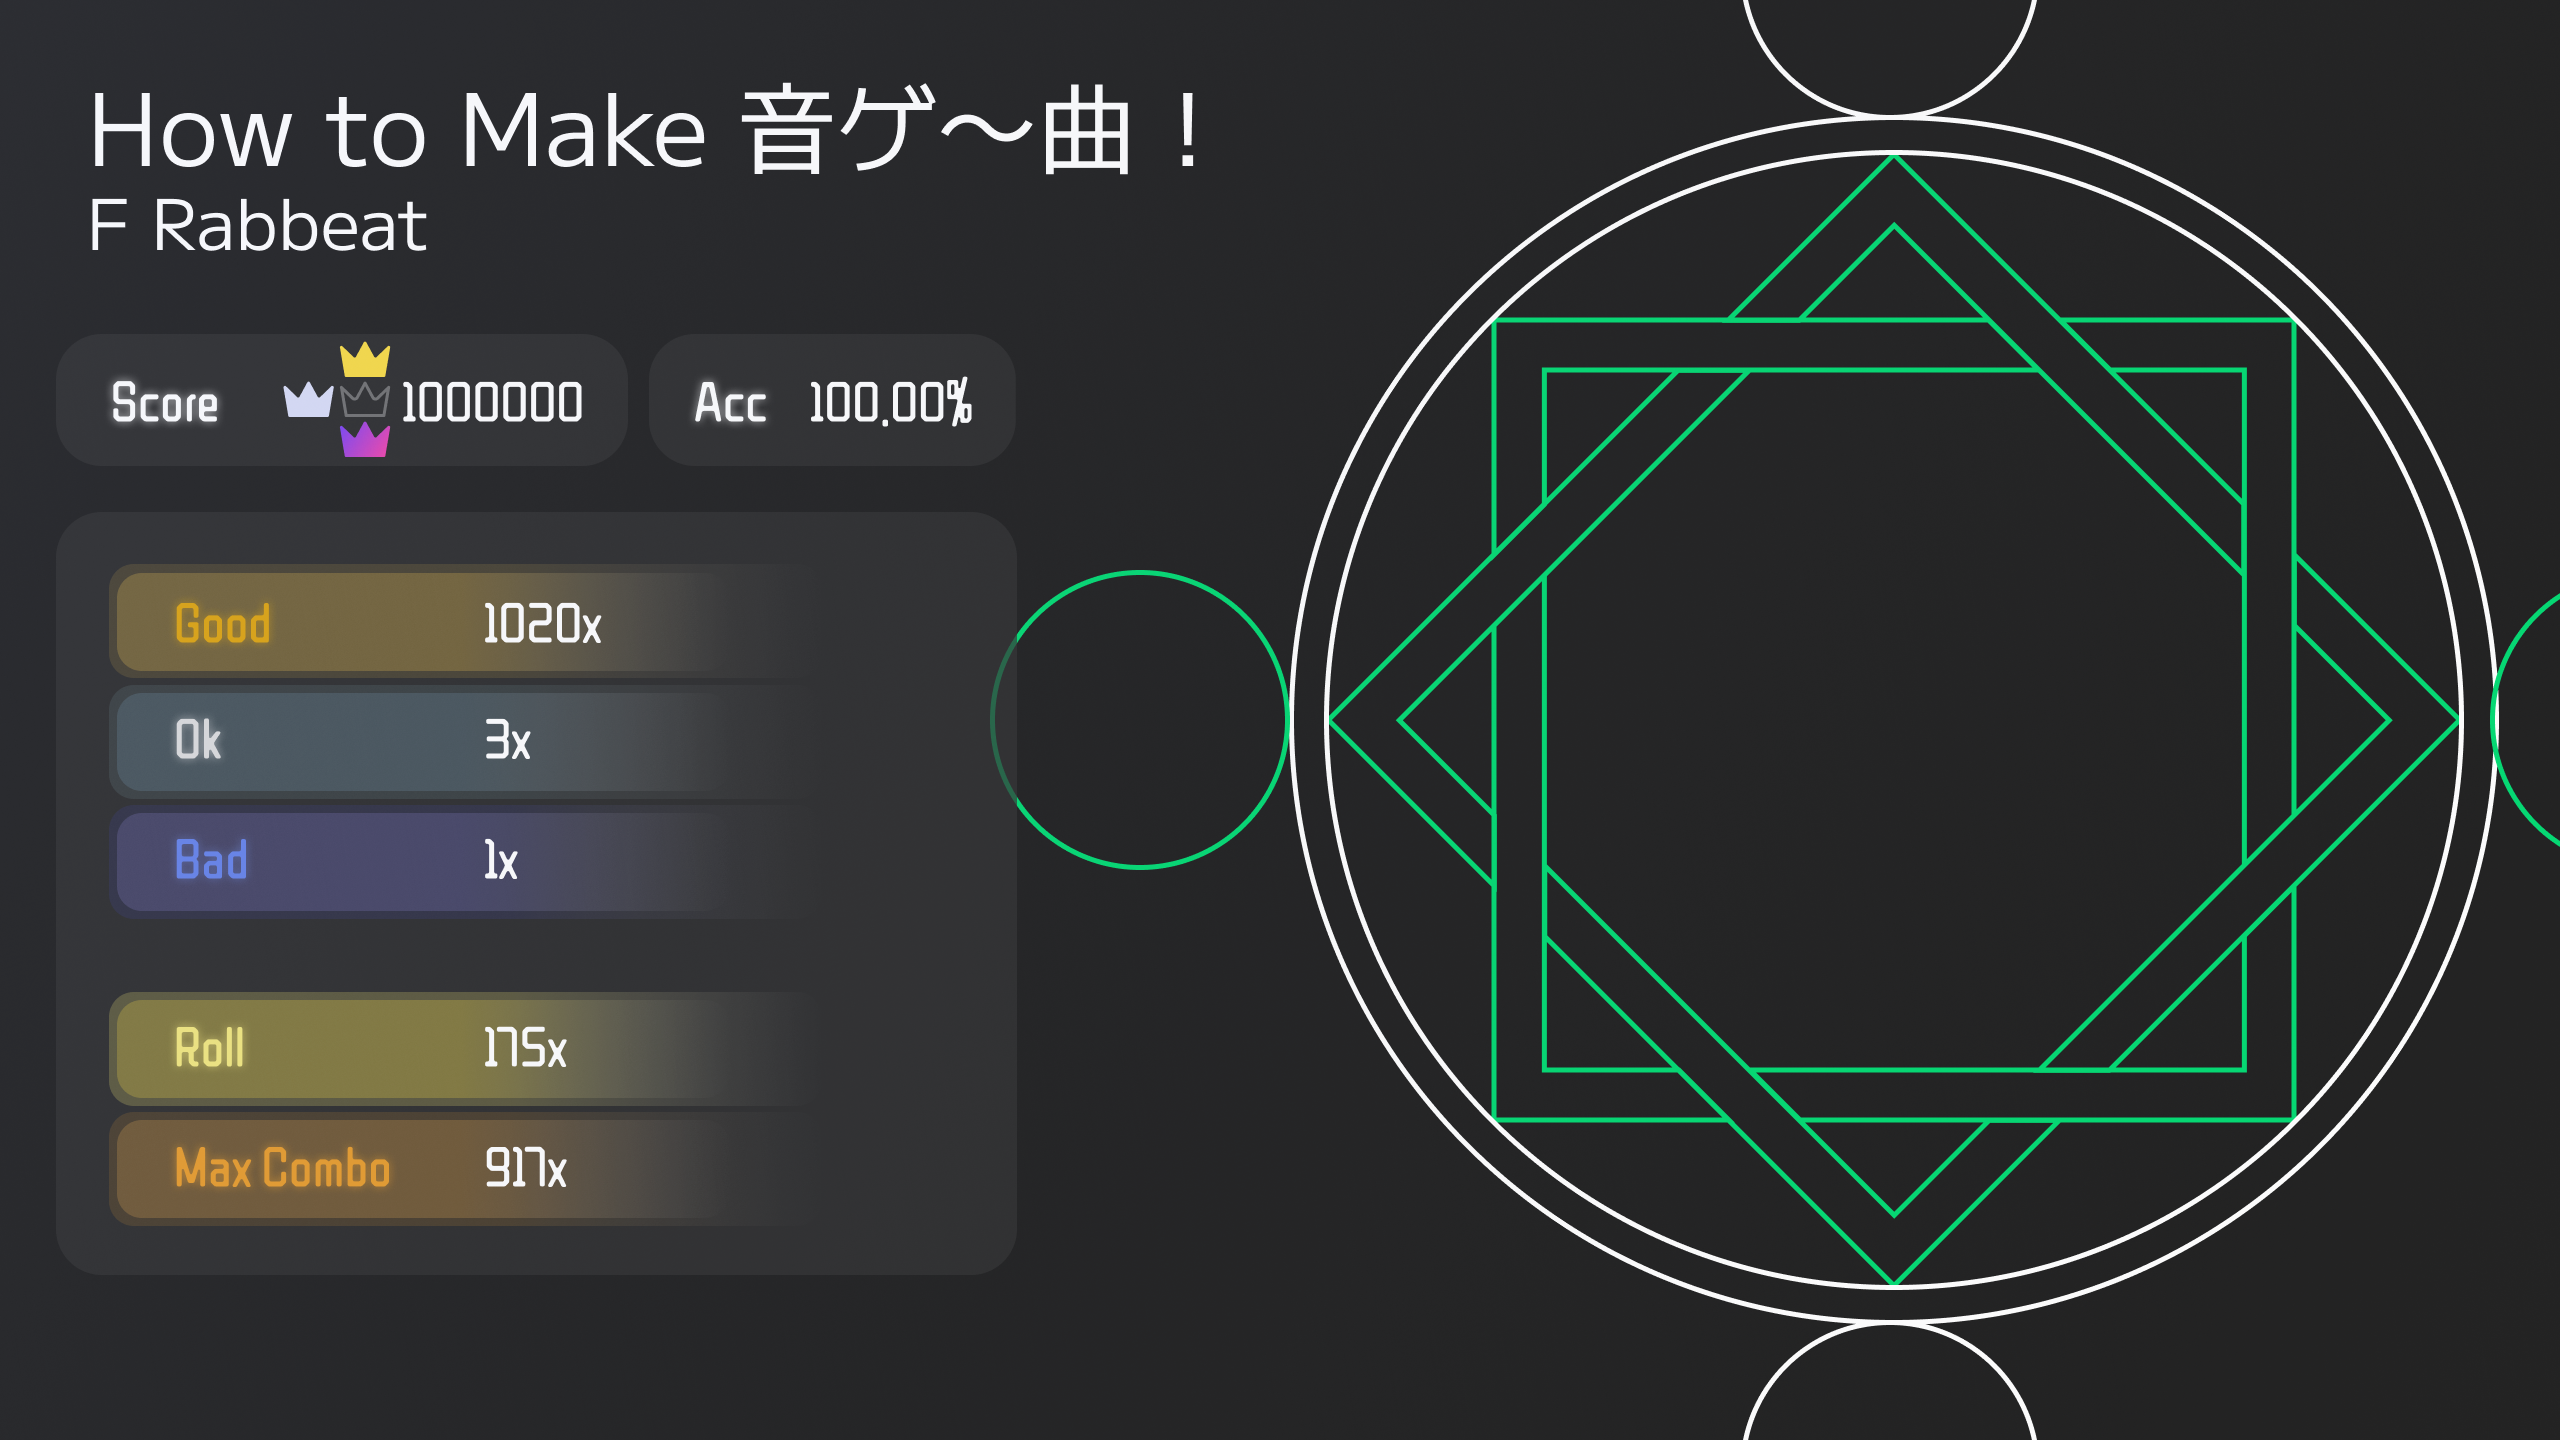 How to Make 音ゲ～曲！
F Rabbeat
Score 1000000
Acc 100.00%
Good 1020x
Ok 3x
Bad 1x
Roll 175x
Max Combo 917x